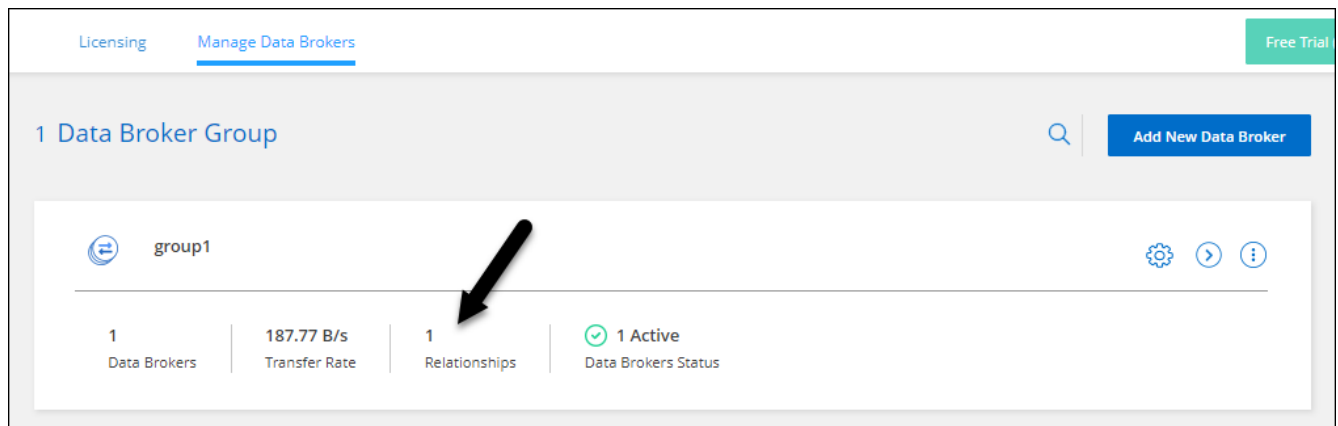 Licensing Manage Data Brokers Free Trial
1 Data Broker Group Add New Data Broker
group1
1 187.77 B/s 1 1 Active
Data Brokers Transfer Rate Relationships Data Brokers Status